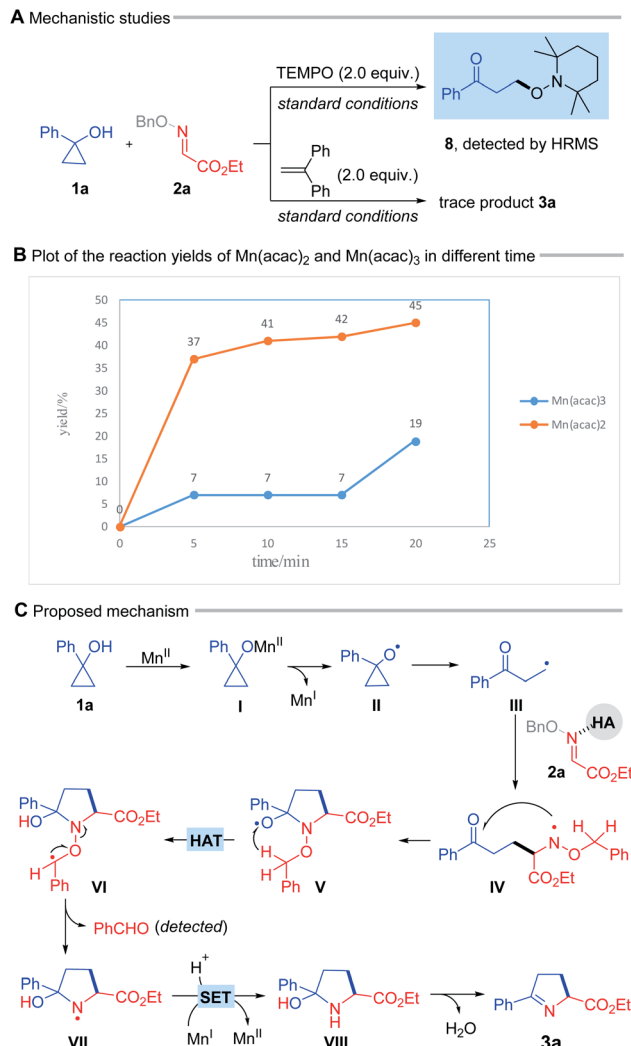 A Mechanistic studies
Ph OH
1a
+
BnO N
CO2Et
2a
TEMPO (2.0 equiv.)
standard conditions
O
Ph O N
8, detected by HRMS
Ph
Ph
(2.0 equiv.)
standard conditions
trace product 3a
B Plot of the reaction yields of Mn(acac)2 and Mn(acac)3 in different time
yield/%
50
45
40
35
30
25
20
15
10
5
0
0
37
41
42
45
7
7
7
19
Mn(acac)3
Mn(acac)2
0
5
10
15
20
25
time/min
C Proposed mechanism
Ph OH
1a
MnII
Ph OMnII
I
MnI
Ph O•
II
O
Ph
III
BnO N HA
CO2Et
2a
O
Ph
N O H H
Ph
CO2Et
IV
Ph
•O N CO2Et
H O
H Ph
V
HAT
Ph
HO N CO2Et
H O
Ph
VI
PhCHO (detected)
Ph
HO N CO2Et
VII
H+
SET
MnI MnII
Ph
HO N CO2Et
H
VIII
H2O
Ph N CO2Et
3a